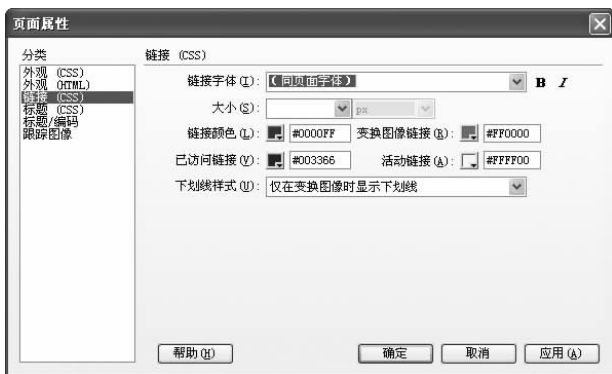 页面属性
分类
外观 (CSS)
外观 (HTML)
链接 (CSS)
标题 (CSS)
标题/编码
跟踪图像
链接 (CSS)
链接字体(I): (同页面字体) B I
大小(S): px
链接颜色(L): #0000FF 变换图像链接(R): #FF0000
已访问链接(V): #003366 活动链接(A): #FFFF00
下划线样式(U): 仅在变换图像时显示下划线
帮助(H) 确定 取消 应用(A)